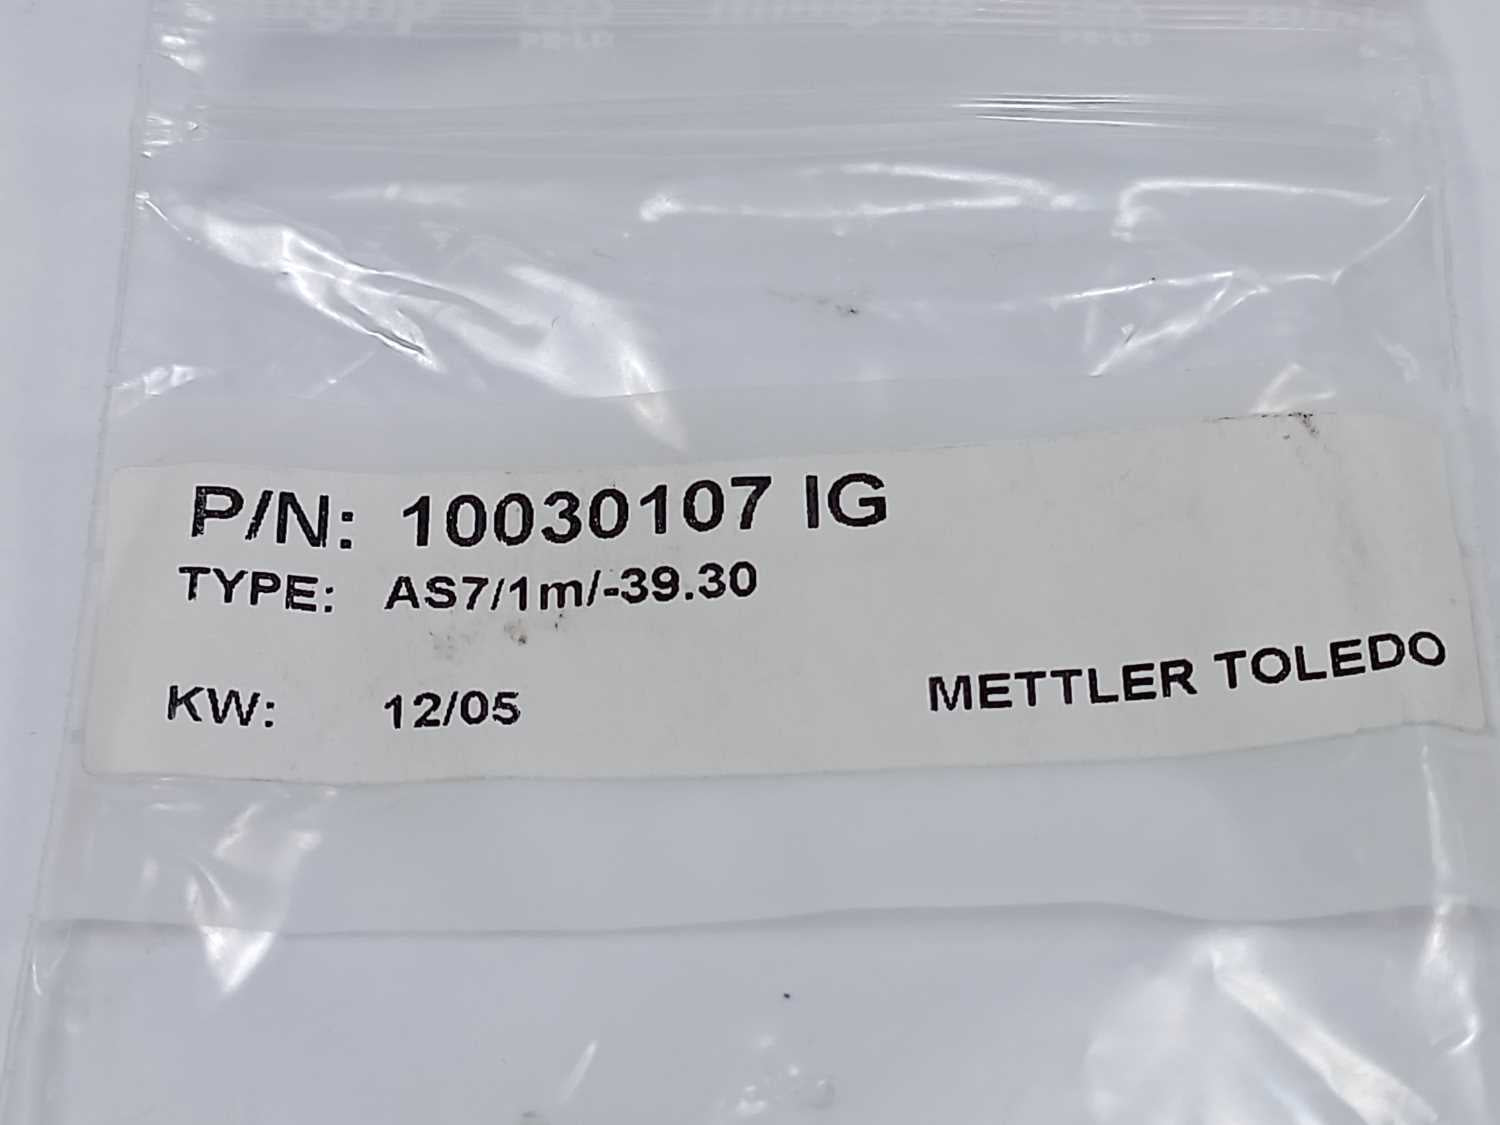 P/N: 10030107 IG
TYPE: AS7/1m/-39.30
KW: 12/05
METTLER TOLEDO